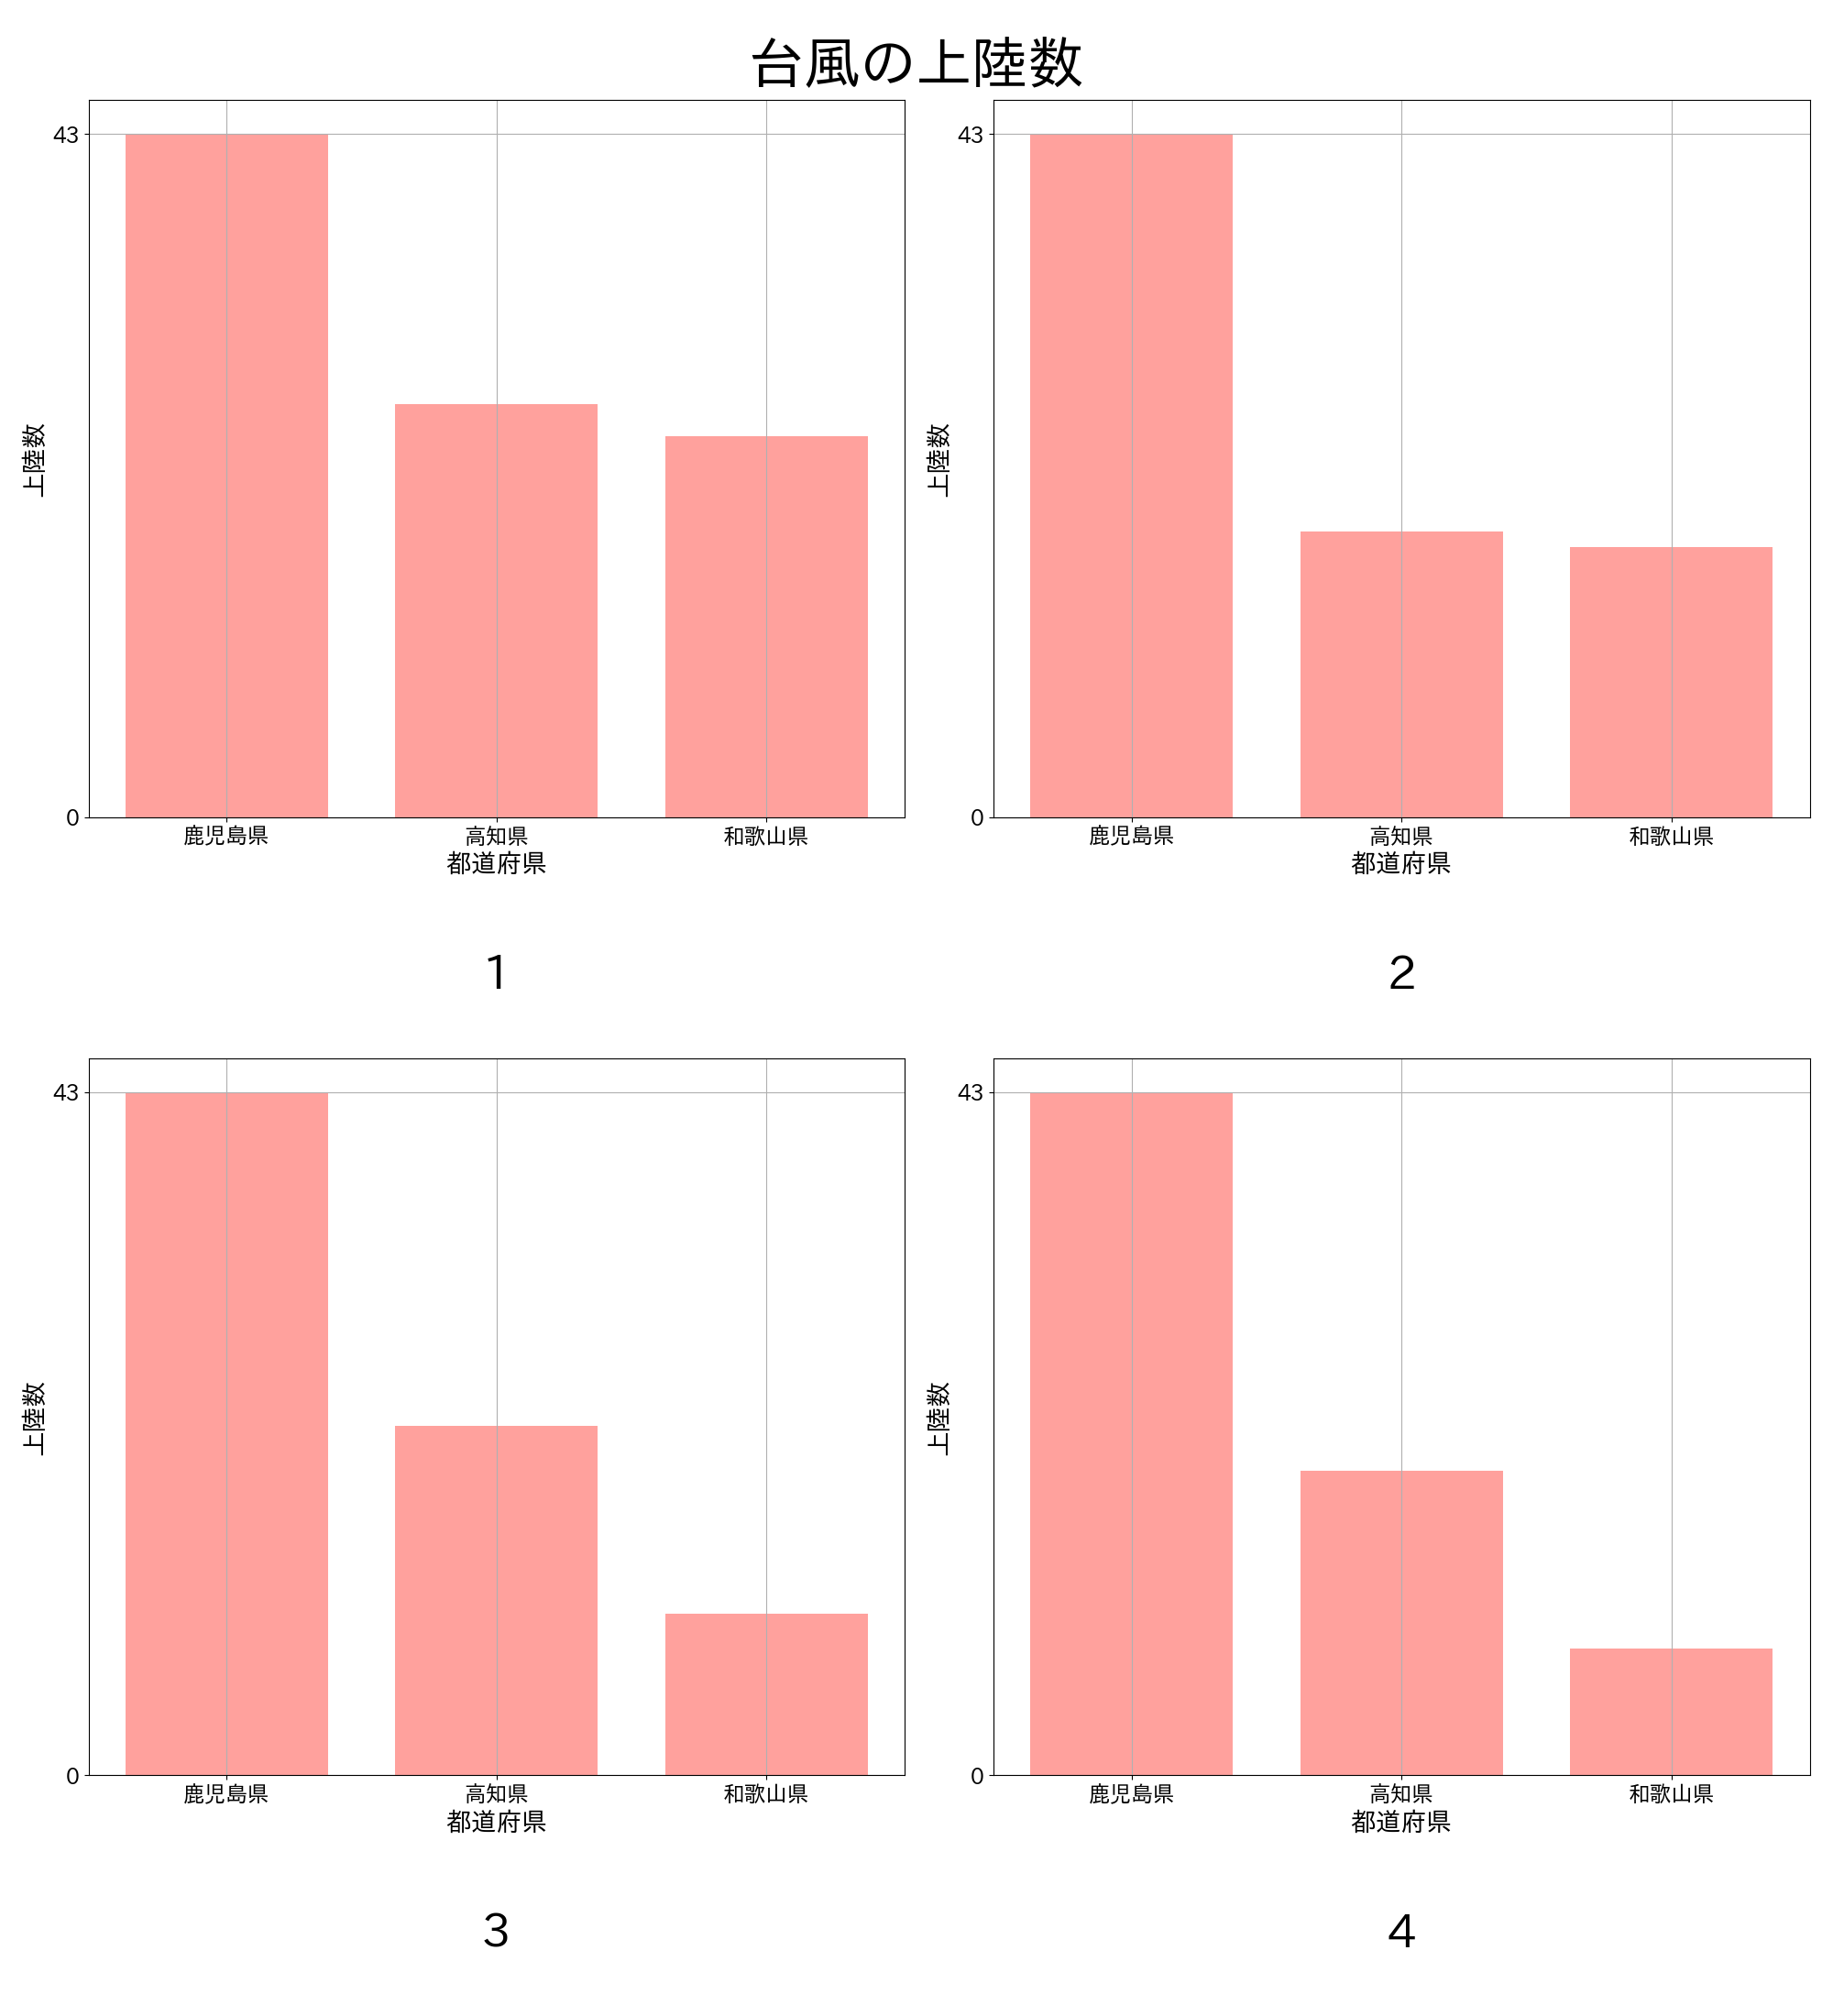 台風の上陸数
43
0
上陸数
鹿児島県 高知県 和歌山県
都道府県
1
43
0
上陸数
鹿児島県 高知県 和歌山県
都道府県
2
43
0
上陸数
鹿児島県 高知県 和歌山県
都道府県
3
43
0
上陸数
鹿児島県 高知県 和歌山県
都道府県
4